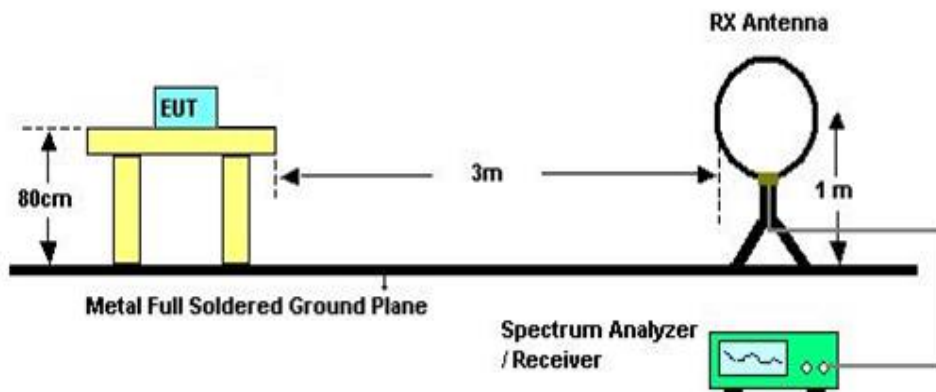 RX Antenna
EUT
3m
80cm
1 m
Metal Full Soldered Ground Plane
Spectrum Analyzer
/ Receiver